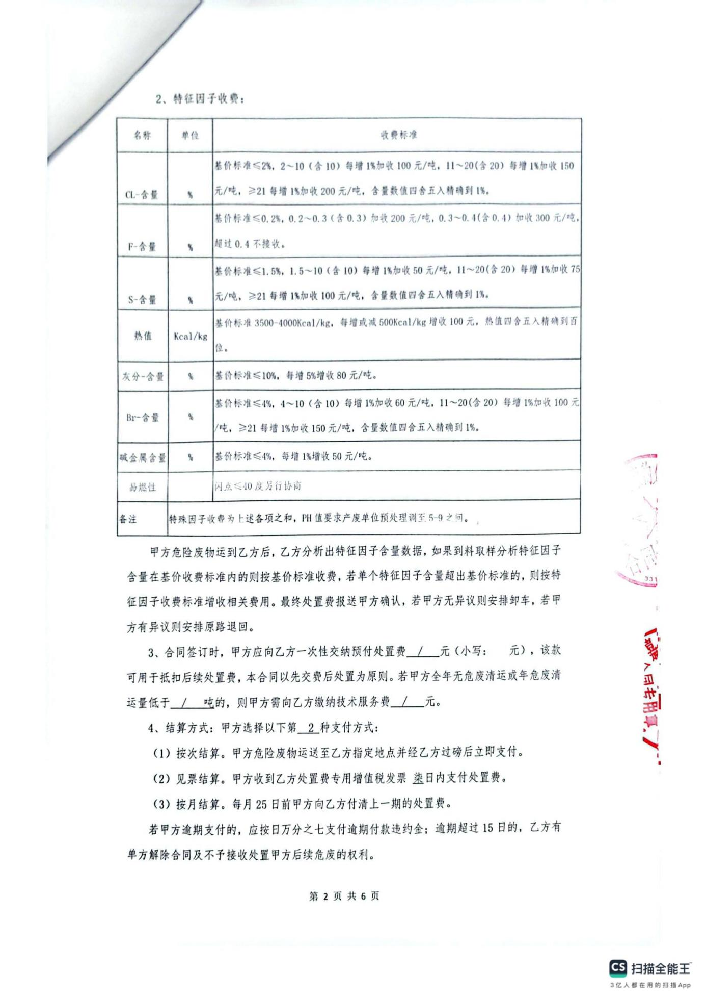 2、特征因子收费：
名称 单位 收费标准
基价标准≤2%，2～10（含10）每增1%加收100元/吨，11～20(含20）每增1%加收150
CL-含量 % 元/吨，≥21每增1%加收200元/吨，含量数值四舍五入精确到1%。
基价标准≤0.2%，0.2～0.3（含0.3）加收200元/吨，0.3～0.4(含0.4）加收300元/吨，
F-含量 % 超过0.4不接收。
基价标准≤1.5%，1.5～10（含10）每增1%加收50元/吨，11～20(含20）每增1%加收75
S-含量 % 元/吨，≥21每增1%加收100元/吨，含量数值四舍五入精确到1%。
基价标准3500-4000Kcal/kg，每增或减500Kcal/kg增收100元，热值四舍五入精确到百
热值 Kcal/kg
位。
灰分-含量 % 基价标准≤10%，每增5%增收80元/吨。
基价标准≤4%，4～10（含10）每增1%加收60元/吨，11～20(含20）每增1%加收100元
Br-含量 %
/吨，≥21每增1%加收150元/吨，含量数值四舍五入精确到1%。
碱金属含量 % 基价标准≤4%，每增1%增收50元/吨。
易燃性 闪点≤40度另行协商
备注 特殊因子收费为上述各项之和，PH值要求产废单位预处理调至5-9之间。
甲方危险废物运到乙方后，乙方分析出特征因子含量数据，如果到料取样分析特征因子
含量在基价收费标准内的则按基价标准收费，若单个特征因子含量超出基价标准的，则按特
征因子收费标准增收相关费用。最终处置费报送甲方确认，若甲方无异议则安排卸车，若甲
方有异议则安排原路退回。
3、合同签订时，甲方应向乙方一次性交纳预付处置费 / 元（小写： 元），该款
可用于抵扣后续处置费，本合同以先交费后处置为原则。若甲方全年无危废清运或年危废清
运量低于 / 吨的，则甲方需向乙方缴纳技术服务费 / 元。
4、结算方式：甲方选择以下第 2 种支付方式：
（1）按次结算。甲方危险废物运送至乙方指定地点并经乙方过磅后立即支付。
（2）见票结算。甲方收到乙方处置费专用增值税发票 柒日内支付处置费。
（3）按月结算。每月25日前甲方向乙方付清上一期的处置费。
若甲方逾期支付的，应按日万分之七支付逾期付款违约金；逾期超过15日的，乙方有
单方解除合同及不予接收处置甲方后续危废的权利。
第 2 页 共 6 页
331
CS 扫描全能王
3亿人都在用的扫描App